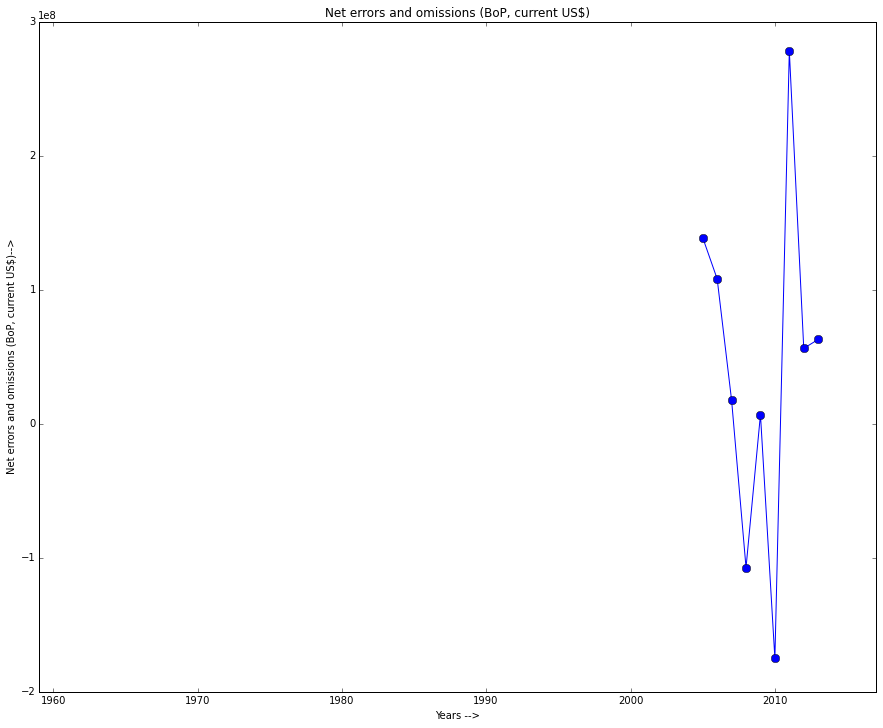 Net errors and omissions (BoP, current US$)
1e8
3
2
1
0
−1
−2
Net errors and omissions (BoP, current US$)-->
1960 1970 1980 1990 2000 2010
Years -->